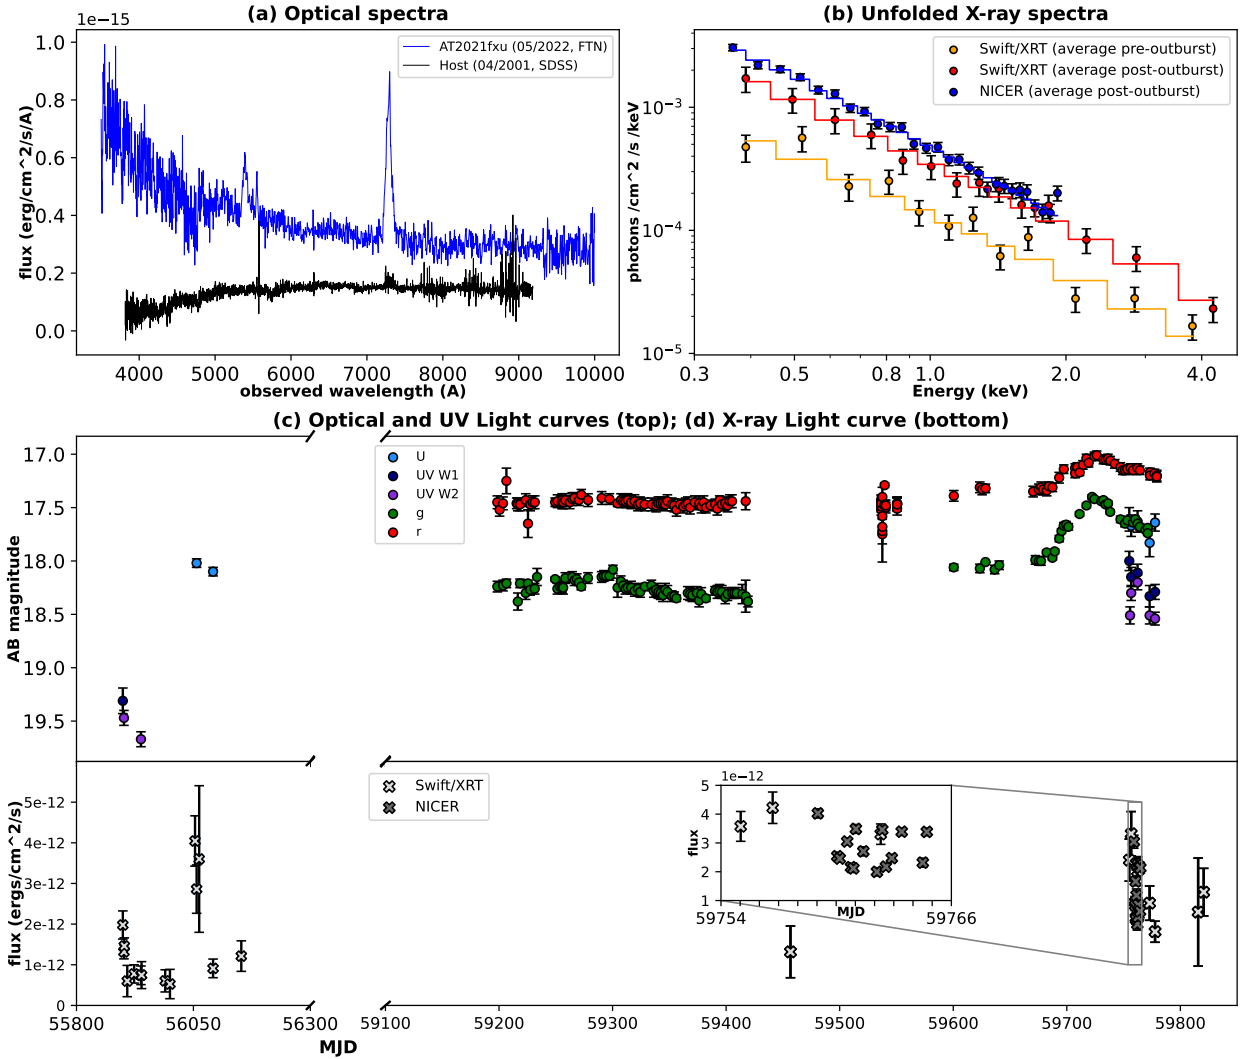 (a) Optical spectra
1e−15
AT2021fxu (05/2022, FTN)
Host (04/2001, SDSS)
flux (erg/cm^2/s/A)
1.0
0.8
0.6
0.4
0.2
0.0
4000 5000 6000 7000 8000 9000 10000
observed wavelength (A)
(b) Unfolded X-ray spectra
Swift/XRT (average pre-outburst)
Swift/XRT (average post-outburst)
NICER (average post-outburst)
photons /cm^2 /s /keV
10−3
10−4
10−5
0.3 0.5 0.8 1.0 2.0 4.0
Energy (keV)
(c) Optical and UV Light curves (top); (d) X-ray Light curve (bottom)
U
UV W1
UV W2
g
r
AB magnitude
17.0
17.5
18.0
18.5
19.0
19.5
Swift/XRT
NICER
flux (ergs/cm^2/s)
5e-12
4e-12
3e-12
2e-12
1e-12
0
1e−12
flux
5
4
3
2
1
59754 59766
MJD
55800 56050 56300 59100 59200 59300 59400 59500 59600 59700 59800
MJD